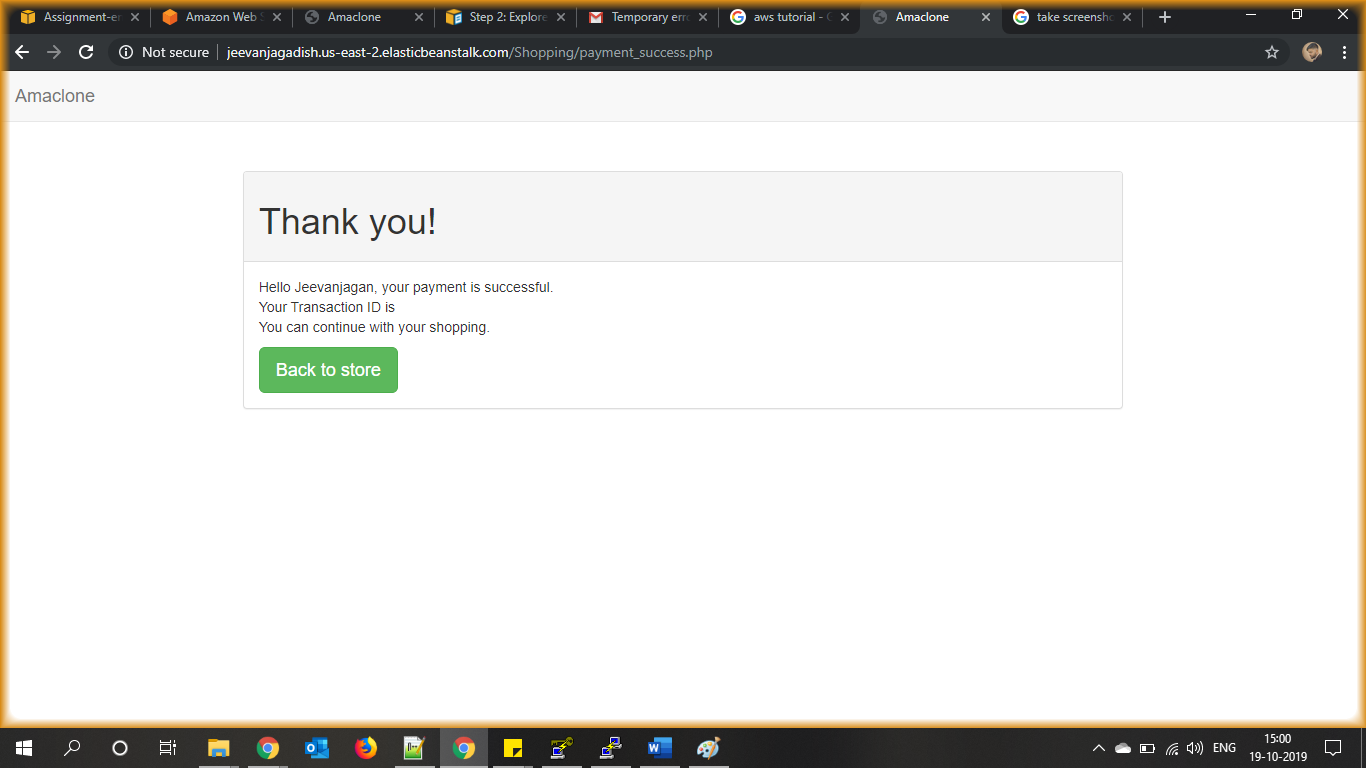 Assignment-er
Amazon Web S
Amaclone
Step 2: Explore
Temporary erro
aws tutorial - G
Amaclone
take screensho
Not secure
jeevanjagadish.us-east-2.elasticbeanstalk.com/Shopping/payment_success.php
Amaclone
Thank you!
Hello Jeevanjagan, your payment is successful.
Your Transaction ID is
You can continue with your shopping.
Back to store
ENG
15:00
19-10-2019